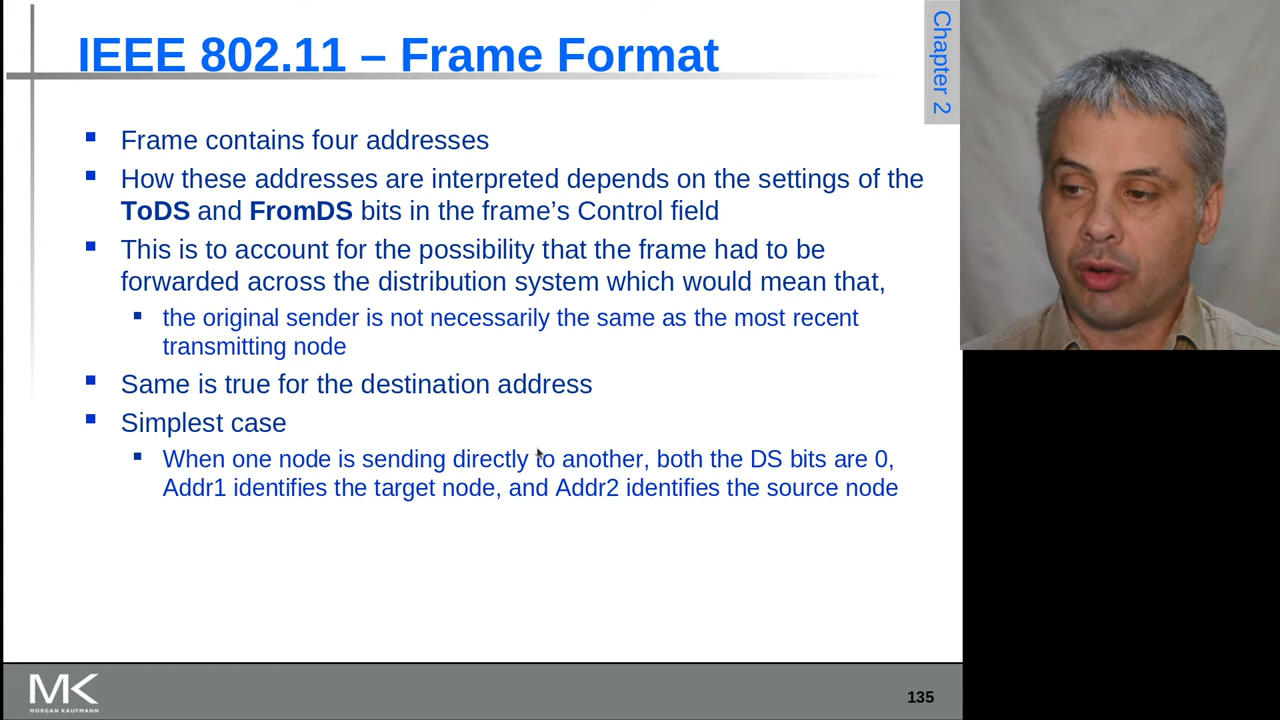 IEEE 802.11 – Frame Format
Chapter 2
Frame contains four addresses
How these addresses are interpreted depends on the settings of the
ToDS and FromDS bits in the frame’s Control field
This is to account for the possibility that the frame had to be
forwarded across the distribution system which would mean that,
the original sender is not necessarily the same as the most recent
transmitting node
Same is true for the destination address
Simplest case
When one node is sending directly to another, both the DS bits are 0,
Addr1 identifies the target node, and Addr2 identifies the source node
MK
MORGAN KAUFMANN
135